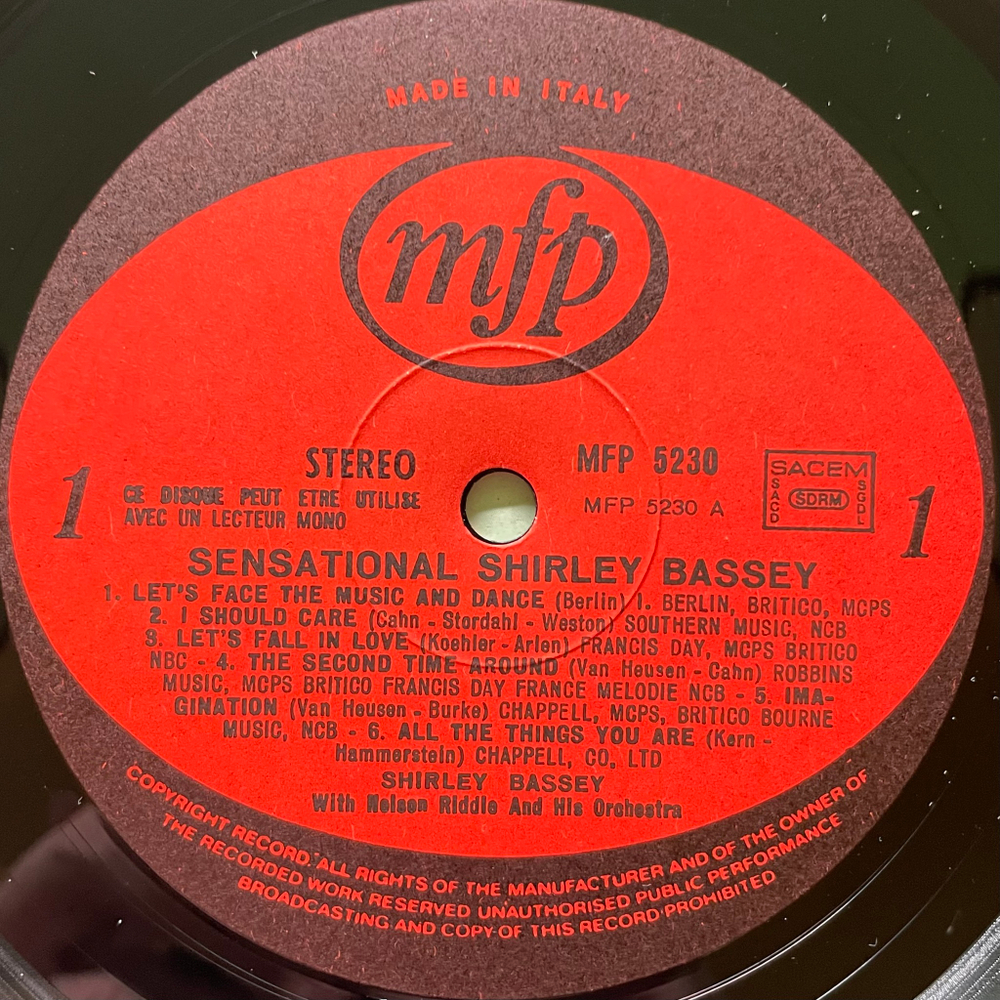 MADE IN ITALY
mfp
STEREO
MFP 5230
1
CE DISQUE PEUT ETRE UTILISE
AVEC UN LECTEUR MONO
MFP 5230 A
SACEM
SACD
SDRM
SGDL
1
SENSATIONAL SHIRLEY BASSEY
1. LET'S FACE THE MUSIC AND DANCE (Berlin) I. BERLIN, BRITICO, MCPS
2. I SHOULD CARE (Cahn - Stordahl - Weston) SOUTHERN MUSIC, NCB
3. LET'S FALL IN LOVE (Koehler - Arlen) FRANCIS DAY, MCPS BRITICO
NBC - 4. THE SECOND TIME AROUND (Van Heusen - Cahn) ROBBINS
MUSIC, MCPS BRITICO FRANCIS DAY FRANCE MELODIE NCB - 5. IMA-
GINATION (Van Heusen - Burke) CHAPPELL, MCPS, BRITICO BOURNE
MUSIC, NCB - 6. ALL THE THINGS YOU ARE (Kern -
Hammerstein) CHAPPELL, CO, LTD
SHIRLEY BASSEY
With Nelson Riddle And His Orchestra
COPYRIGHT RECORD. ALL RIGHTS OF THE MANUFACTURER AND OF THE OWNER OF
THE RECORDED WORK RESERVED UNAUTHORISED PUBLIC PERFORMANCE
BROADCASTING AND COPY OF THIS RECORD PROHIBITED